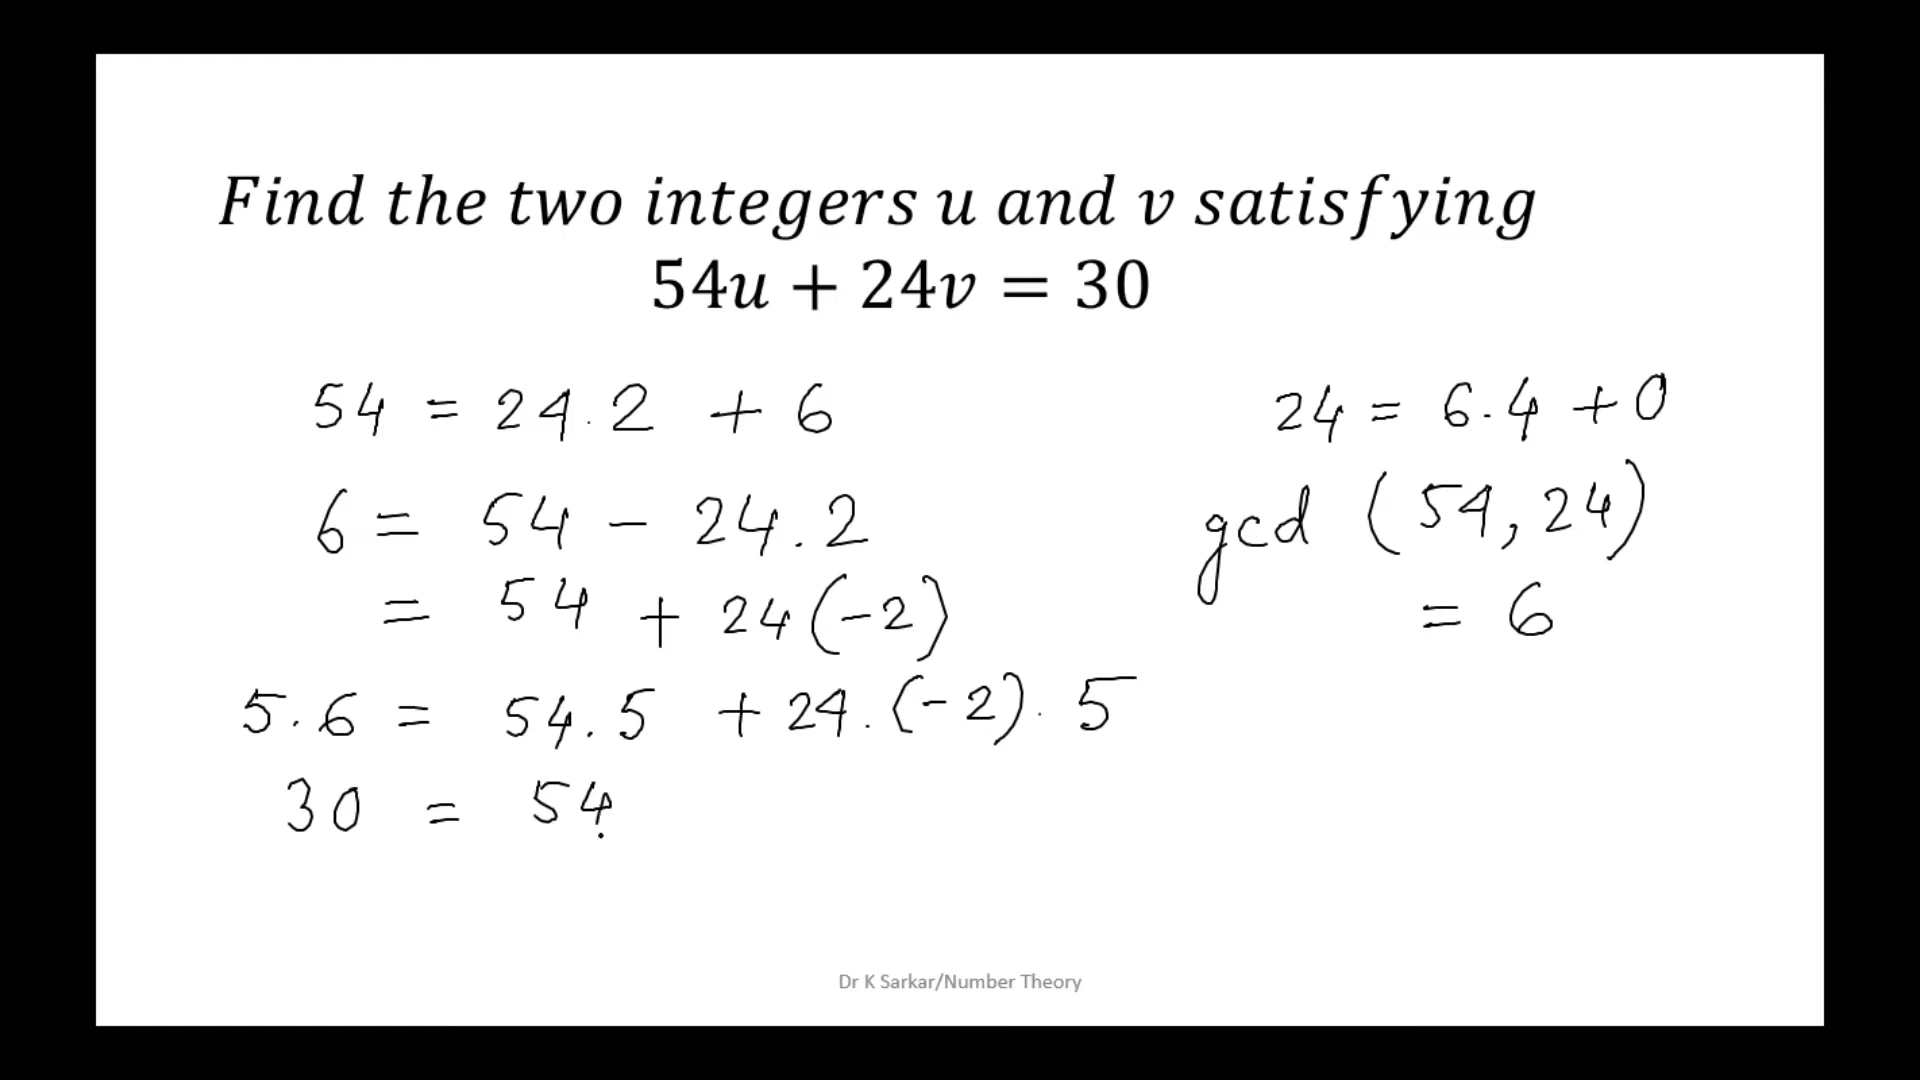 Find the two integers u and v satisfying
54u + 24v = 30
54 = 24.2 + 6
6 = 54 - 24.2
= 54 + 24(-2)
5.6 = 54.5 + 24.(-2).5
30 = 54.
24 = 6.4 + 0
gcd (54,24)
= 6
Dr K Sarkar/Number Theory